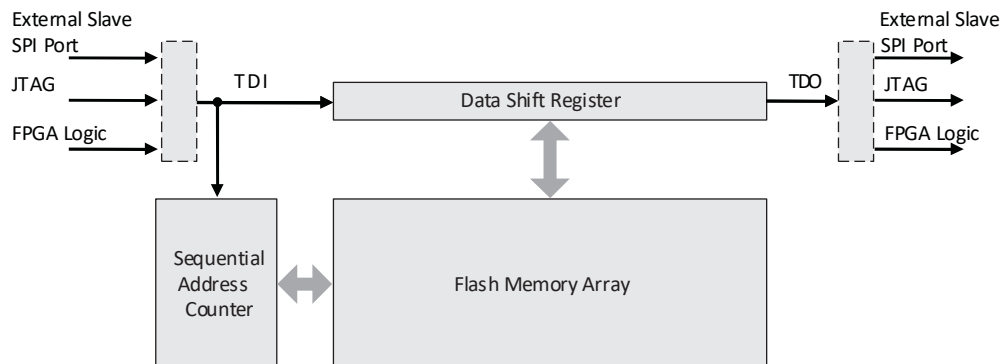 External Slave
SPI Port
JTAG
FPGA Logic
TDI
Data Shift Register
TDO
External Slave
SPI Port
JTAG
FPGA Logic
Sequential
Address
Counter
Flash Memory Array